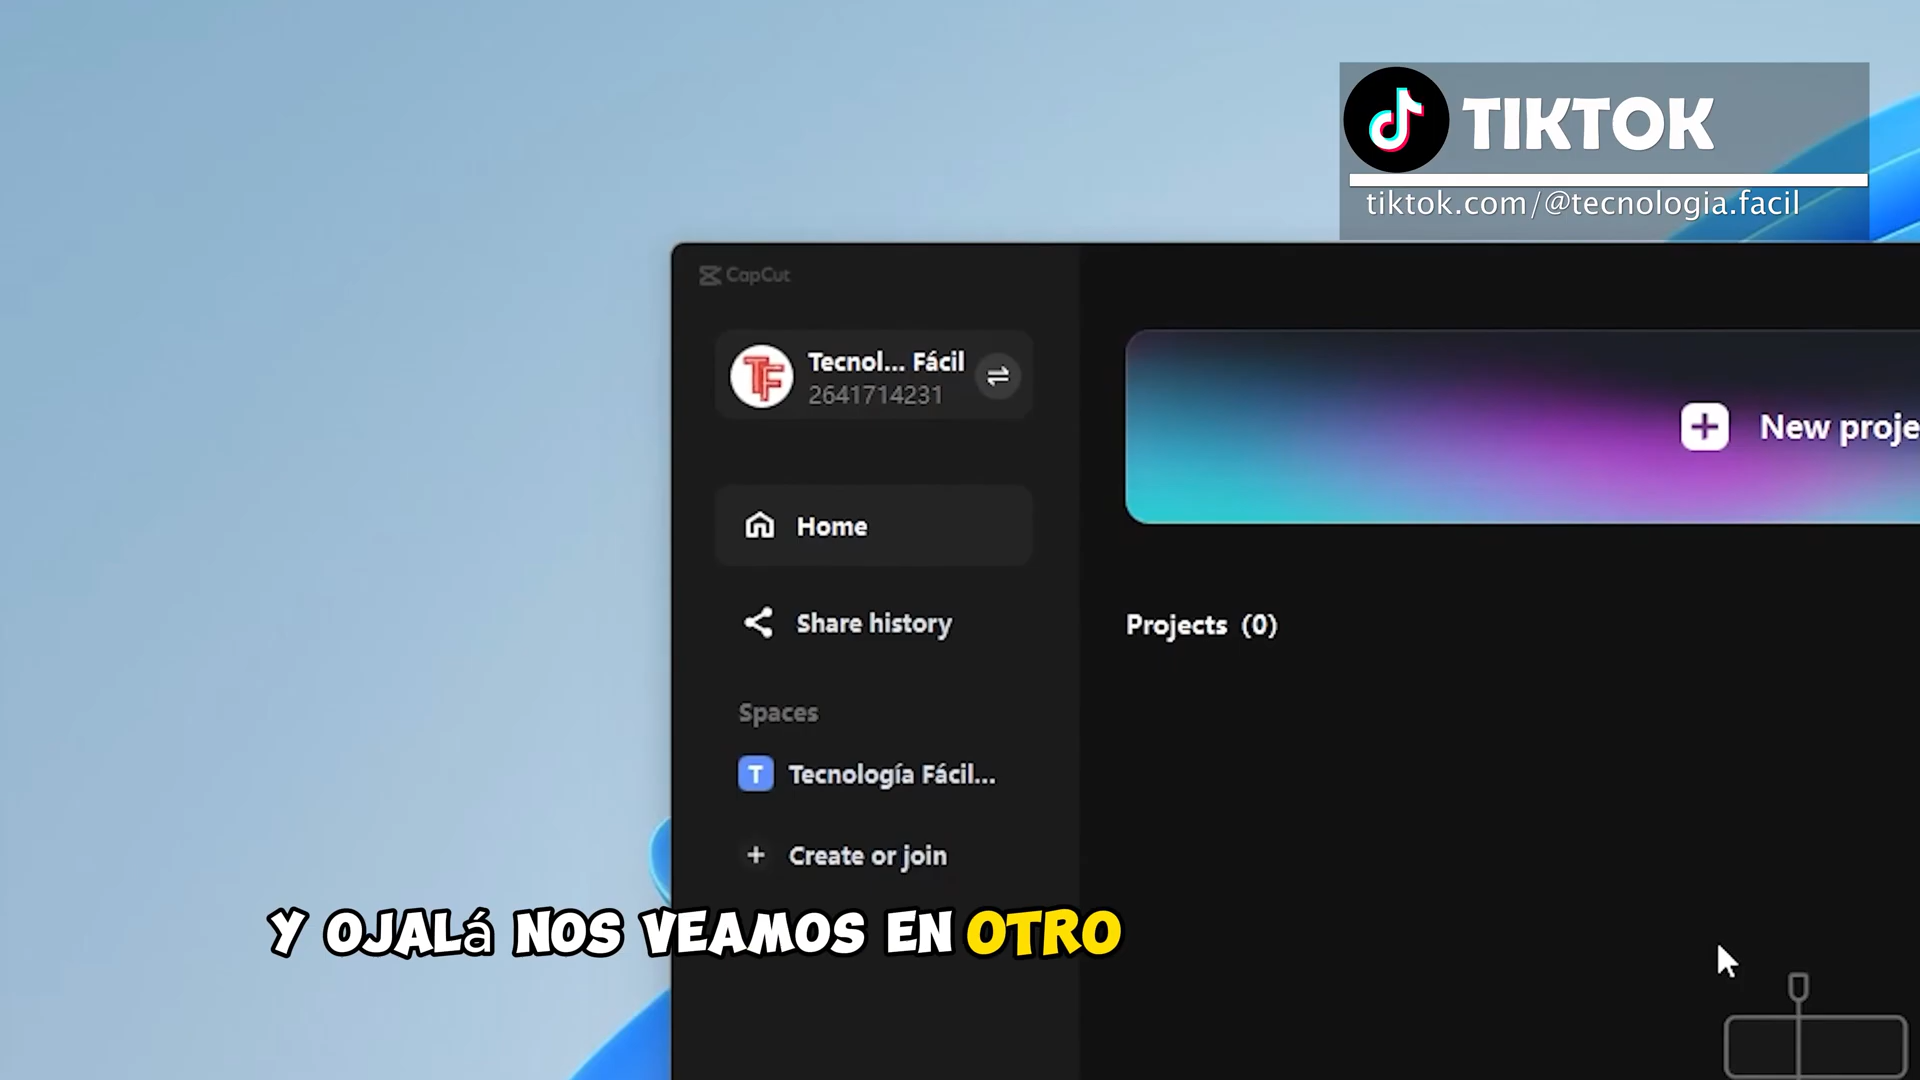 TIKTOK
tiktok.com/@tecnologia.facil
CapCut
Tecnol... Fácil
2641714231
New proje
Home
Share history
Projects (0)
Spaces
T Tecnología Fácil...
+ Create or join
Y OJALá NOS VEAMOS EN OTRO